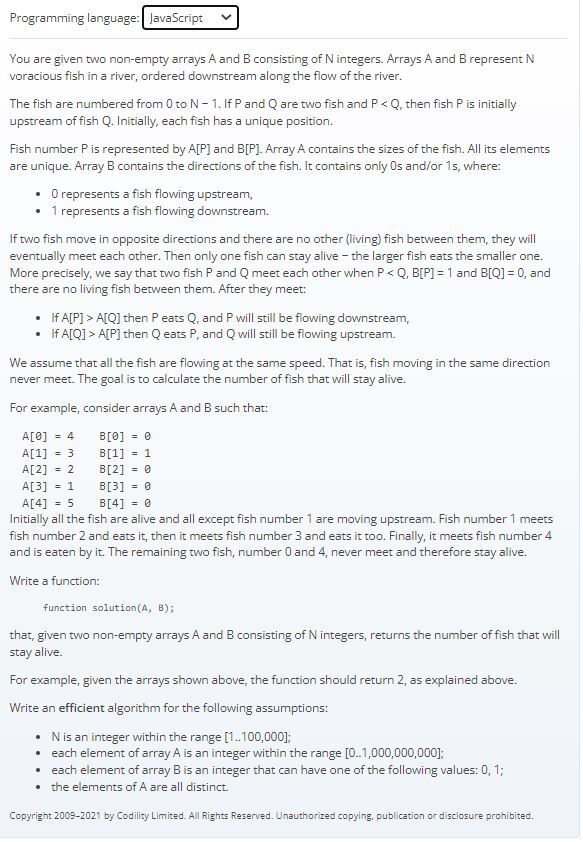 Programming language: JavaScript
You are given two non-empty arrays A and B consisting of N integers. Arrays A and B represent N
voracious fish in a river, ordered downstream along the flow of the river.
The fish are numbered from 0 to N − 1. If P and Q are two fish and P < Q, then fish P is initially
upstream of fish Q. Initially, each fish has a unique position.
Fish number P is represented by A[P] and B[P]. Array A contains the sizes of the fish. All its elements
are unique. Array B contains the directions of the fish. It contains only 0s and/or 1s, where:
• 0 represents a fish flowing upstream,
• 1 represents a fish flowing downstream.
If two fish move in opposite directions and there are no other (living) fish between them, they will
eventually meet each other. Then only one fish can stay alive − the larger fish eats the smaller one.
More precisely, we say that two fish P and Q meet each other when P < Q, B[P] = 1 and B[Q] = 0, and
there are no living fish between them. After they meet:
• If A[P] > A[Q] then P eats Q, and P will still be flowing downstream,
• If A[Q] > A[P] then Q eats P, and Q will still be flowing upstream.
We assume that all the fish are flowing at the same speed. That is, fish moving in the same direction
never meet. The goal is to calculate the number of fish that will stay alive.
For example, consider arrays A and B such that:
A[0] = 4 B[0] = 0
A[1] = 3 B[1] = 1
A[2] = 2 B[2] = 0
A[3] = 1 B[3] = 0
A[4] = 5 B[4] = 0
Initially all the fish are alive and all except fish number 1 are moving upstream. Fish number 1 meets
fish number 2 and eats it, then it meets fish number 3 and eats it too. Finally, it meets fish number 4
and is eaten by it. The remaining two fish, number 0 and 4, never meet and therefore stay alive.
Write a function:
function solution(A, B);
that, given two non-empty arrays A and B consisting of N integers, returns the number of fish that will
stay alive.
For example, given the arrays shown above, the function should return 2, as explained above.
Write an efficient algorithm for the following assumptions:
• N is an integer within the range [1..100,000];
• each element of array A is an integer within the range [0..1,000,000,000];
• each element of array B is an integer that can have one of the following values: 0, 1;
• the elements of A are all distinct.
Copyright 2009–2021 by Codility Limited. All Rights Reserved. Unauthorized copying, publication or disclosure prohibited.